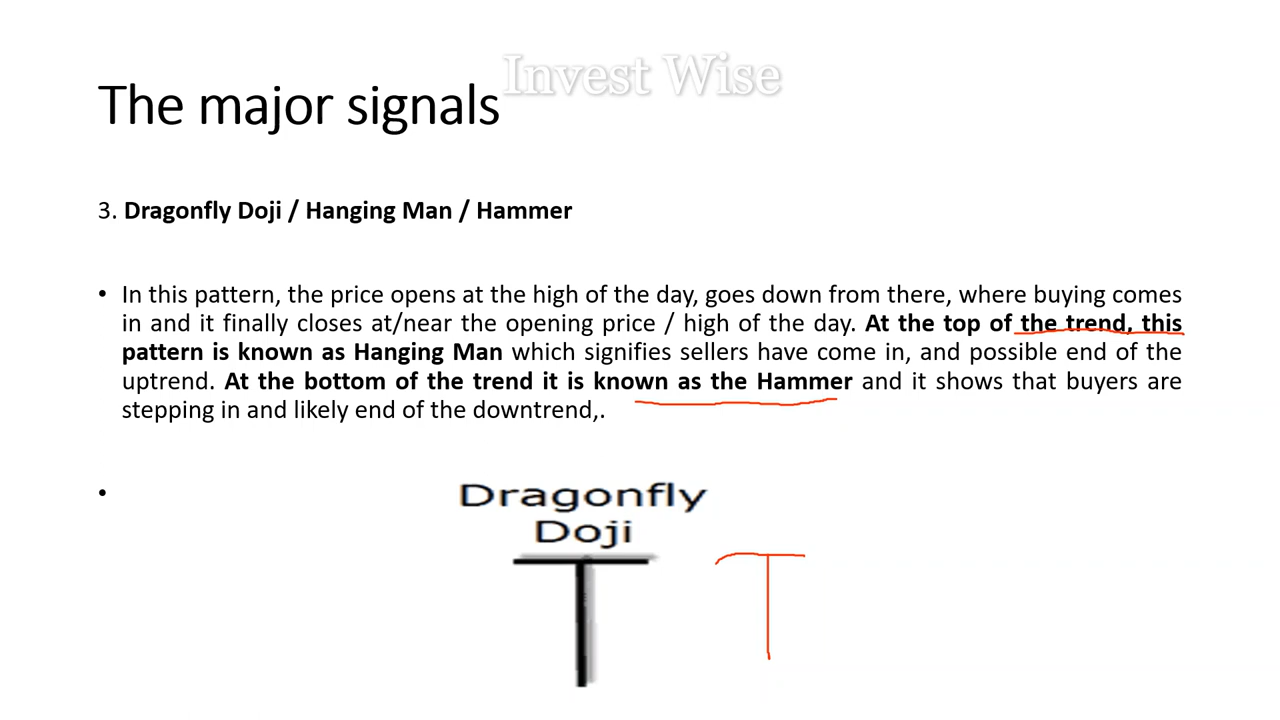 Invest Wise
The major signals
3. Dragonfly Doji / Hanging Man / Hammer
• In this pattern, the price opens at the high of the day, goes down from there, where buying comes
in and it finally closes at/near the opening price / high of the day. At the top of the trend, this
pattern is known as Hanging Man which signifies sellers have come in, and possible end of the
uptrend. At the bottom of the trend it is known as the Hammer and it shows that buyers are
stepping in and likely end of the downtrend,.
•
Dragonfly
Doji